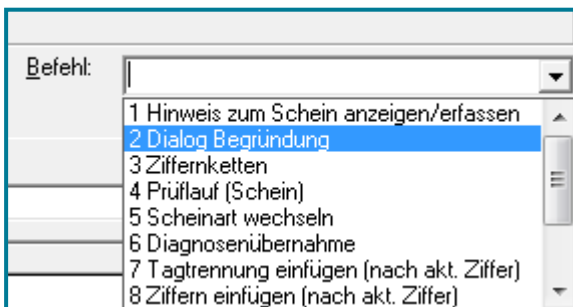 Befehl:
1 Hinweis zum Schein anzeigen/erfassen
2 Dialog Begründung
3 Ziffernketten
4 Prüflauf (Schein)
5 Scheinart wechseln
6 Diagnosenübernahme
7 Tagtrennung einfügen (nach akt. Ziffer)
8 Ziffern einfügen (nach akt. Ziffer)